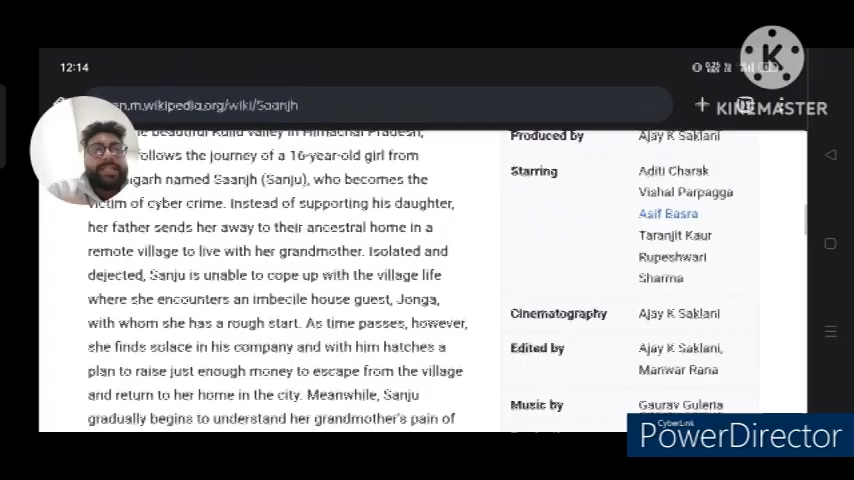 12:14
en.m.wikipedia.org/wiki/Saanjh
KINEMASTER
beautiful Kullu valley in Himachal Pradesh,
follows the journey of a 16-year-old girl from
named Saanjh (Sanju), who becomes the
victim of cyber crime. Instead of supporting his daughter,
her father sends her away to their ancestral home in a
remote village to live with her grandmother. Isolated and
dejected, Sanju is unable to cope up with the village life
where she encounters an imbecile house guest, Jonga,
with whom she has a rough start. As time passes, however,
she finds solace in his company and with him hatches a
plan to raise just enough money to escape from the village
and return to her home in the city. Meanwhile, Sanju
gradually begins to understand her grandmother's pain of
Produced by Ajay K Saklani
Starring Aditi Charak
Vishal Parpagga
Asif Basra
Taranjit Kaur
Rupeshwari
Sharma
Cinematography Ajay K Saklani
Edited by Ajay K Saklani,
Manwar Rana
Music by Gaurav Guleria
CyberLink
PowerDirector